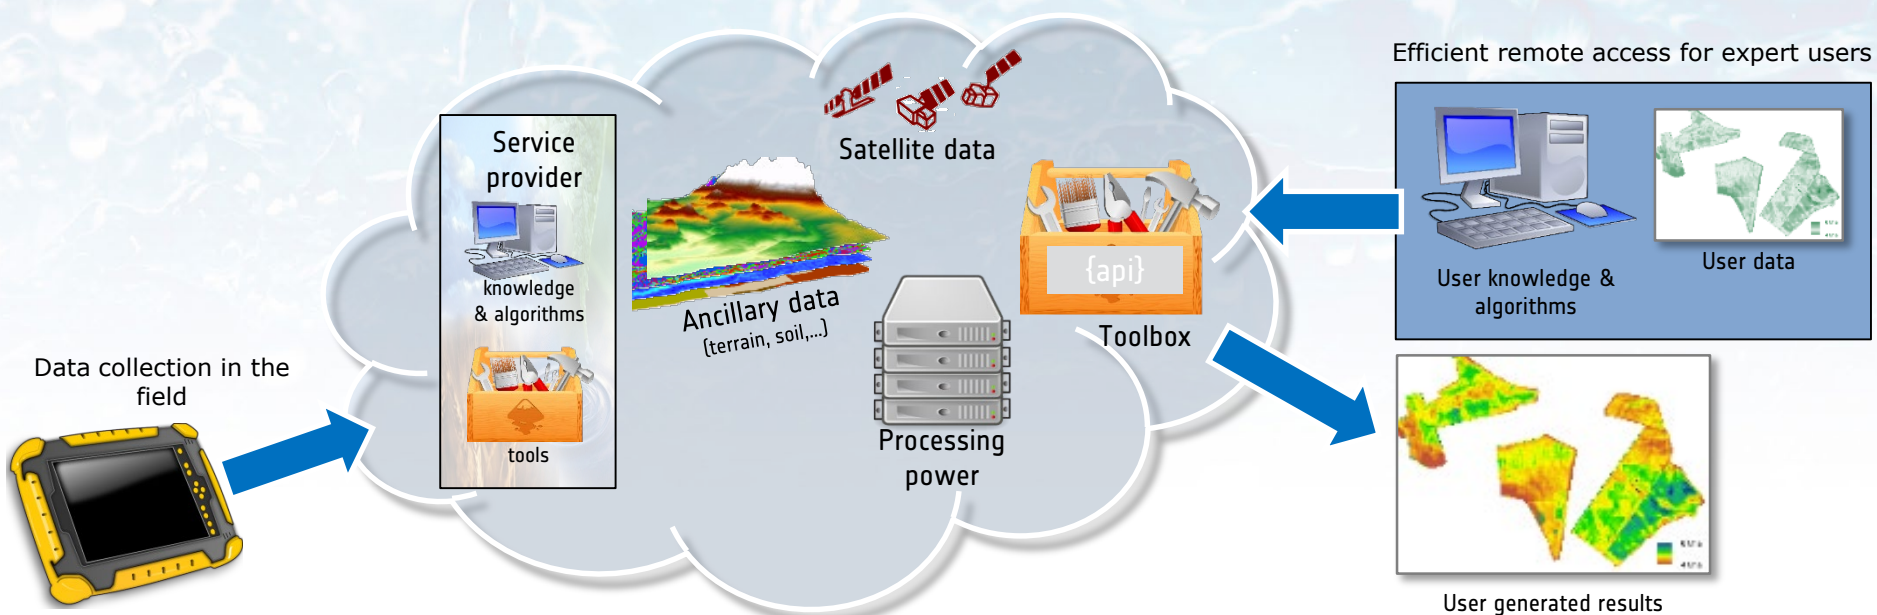 Efficient remote access for expert users
Service
provider
knowledge
& algorithms
tools
Satellite data
Ancillary data
(terrain, soil,...)
{api}
Toolbox
Processing
power
Data collection in the
field
User knowledge &
algorithms
User data
User generated results